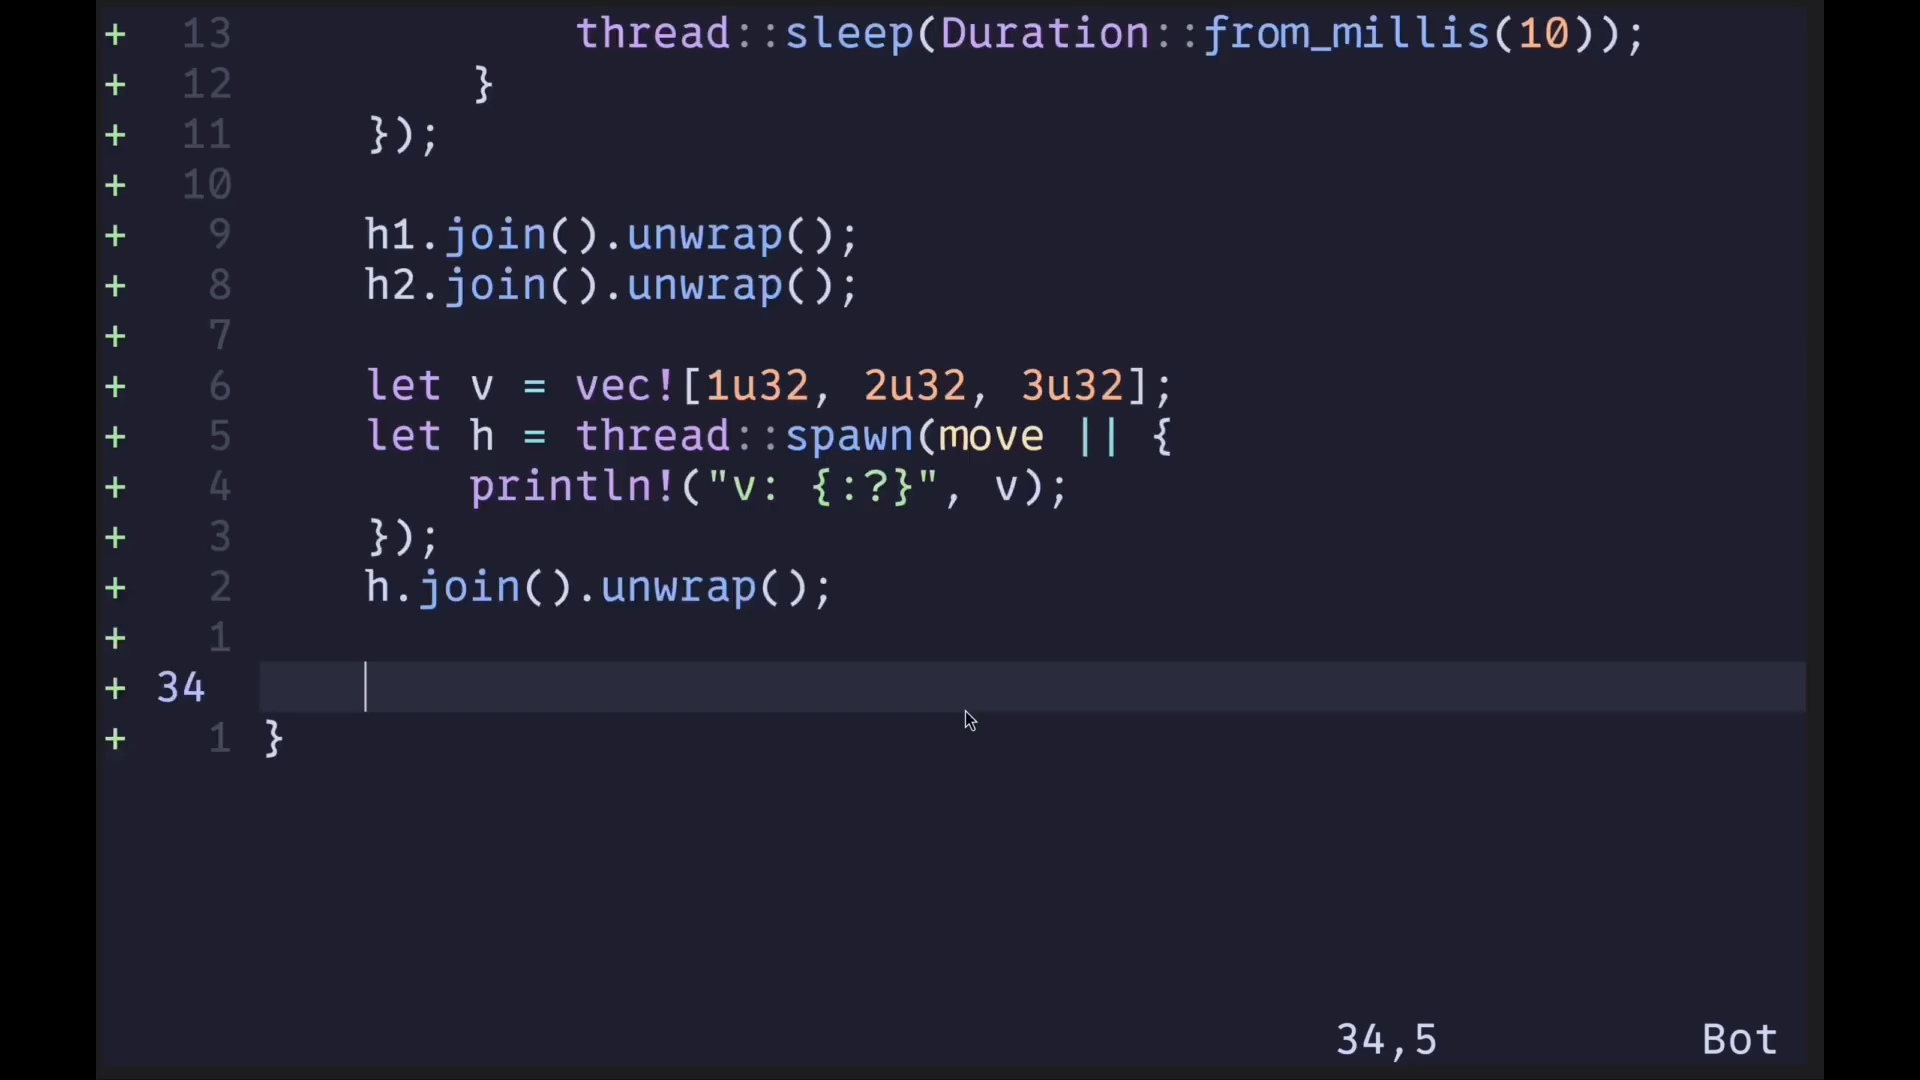 + 13 thread::sleep(Duration::from_millis(10));
+ 12 }
+ 11 });
+ 10
+ 9 h1.join().unwrap();
+ 8 h2.join().unwrap();
+ 7
+ 6 let v = vec![1u32, 2u32, 3u32];
+ 5 let h = thread::spawn(move || {
+ 4 println!("v: {:?}", v);
+ 3 });
+ 2 h.join().unwrap();
+ 1
+ 34
+ 1 }
34,5 Bot